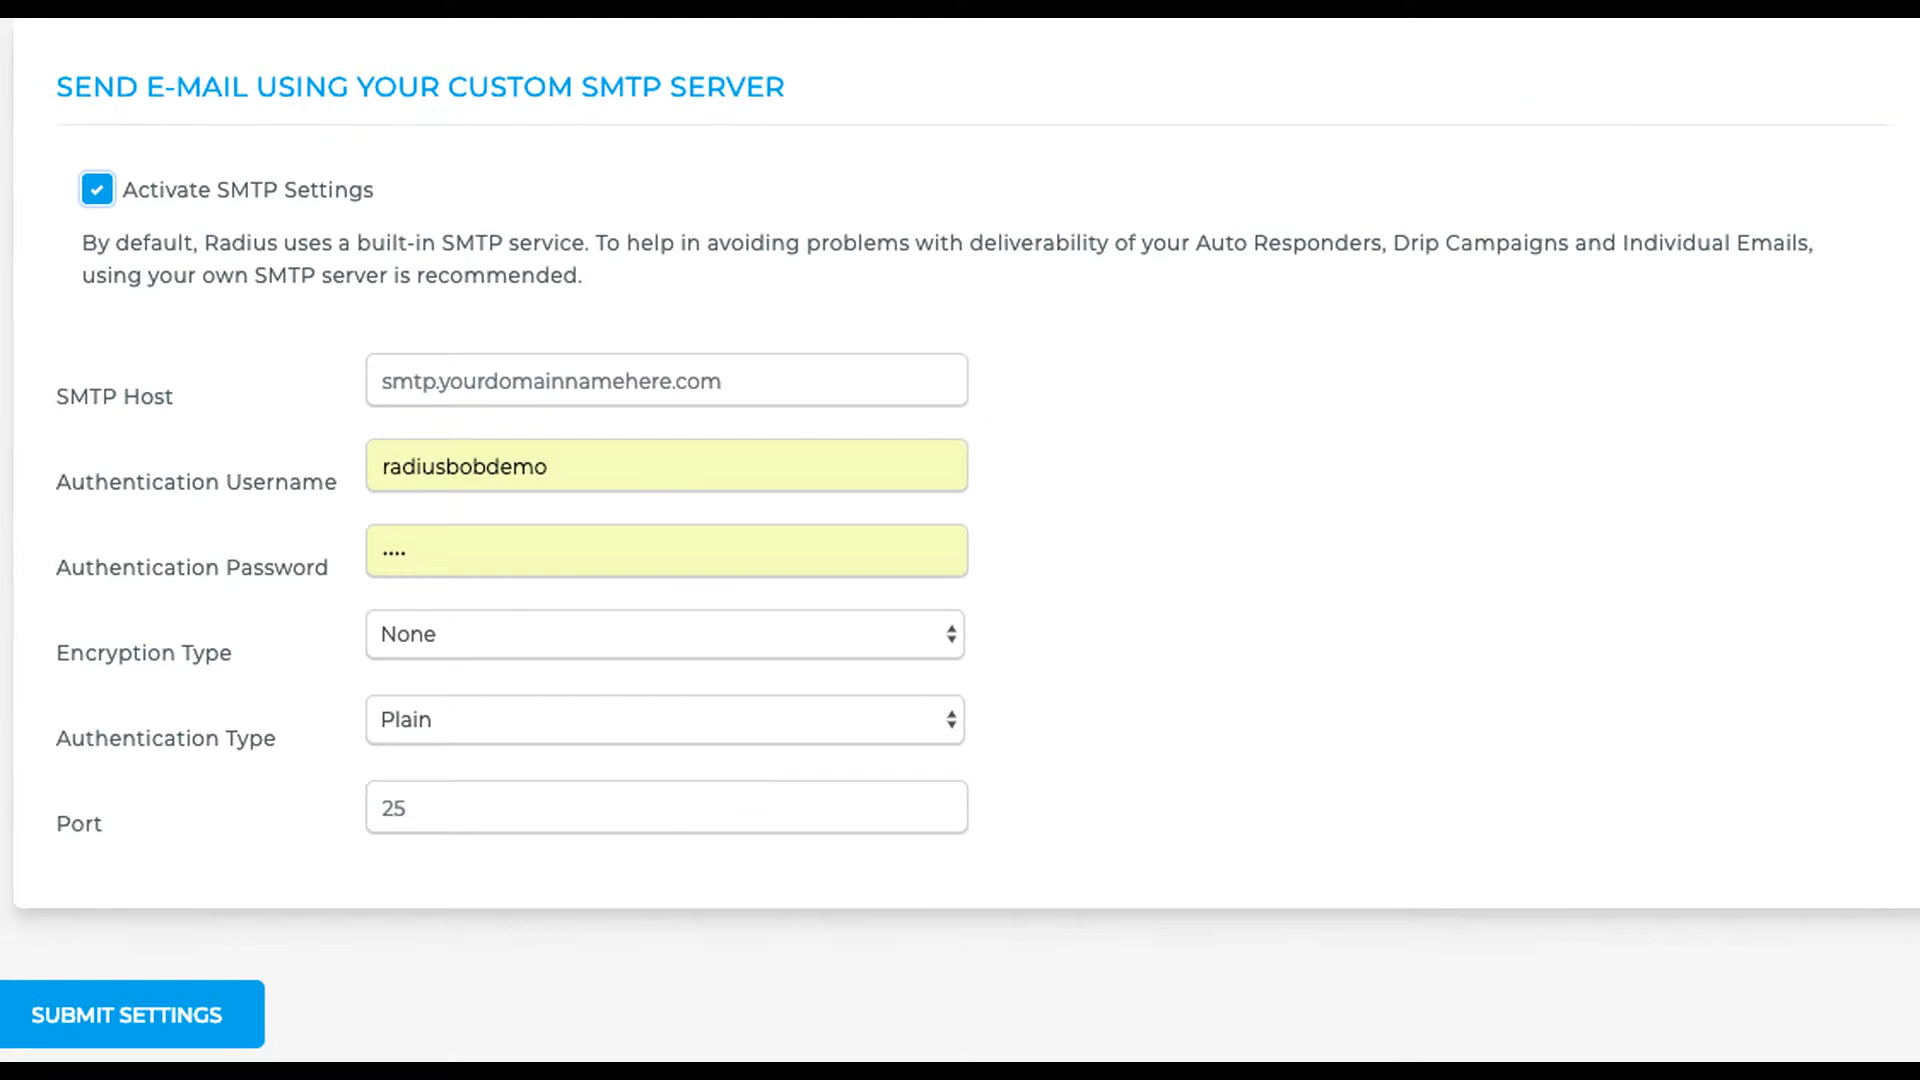 SEND E-MAIL USING YOUR CUSTOM SMTP SERVER
Activate SMTP Settings
By default, Radius uses a built-in SMTP service. To help in avoiding problems with deliverability of your Auto Responders, Drip Campaigns and Individual Emails,
using your own SMTP server is recommended.
SMTP Host
smtp.yourdomainnamehere.com
Authentication Username
radiusbobdemo
Authentication Password
••••
Encryption Type
None
Authentication Type
Plain
Port
25
SUBMIT SETTINGS